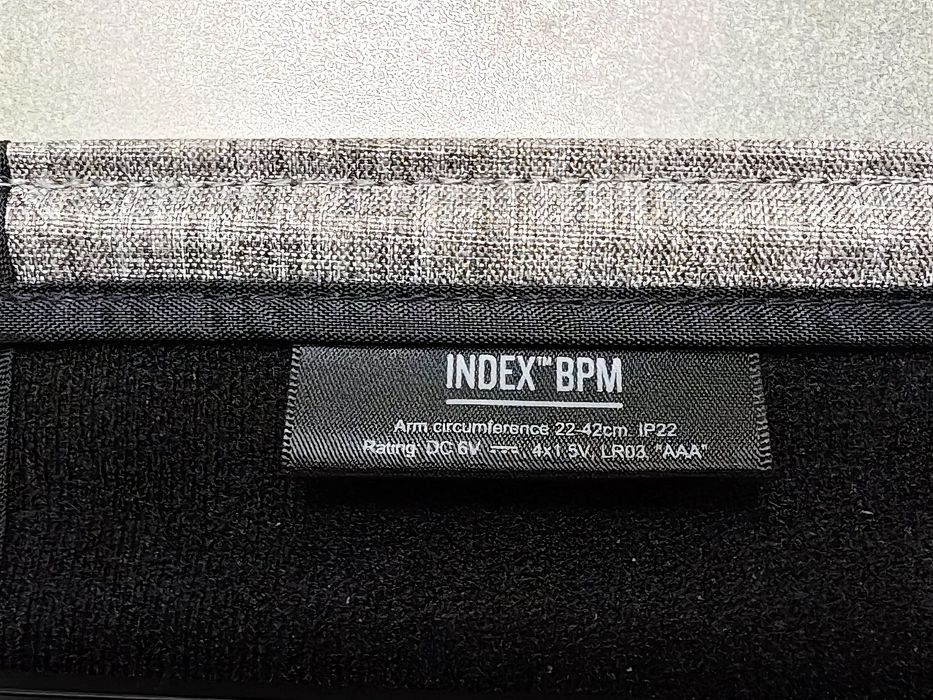 INDEX™ BPM
Arm circumference 22-42cm IP22
Rating DC 6V ⎓ 4x1.5V, LR03, "AAA"